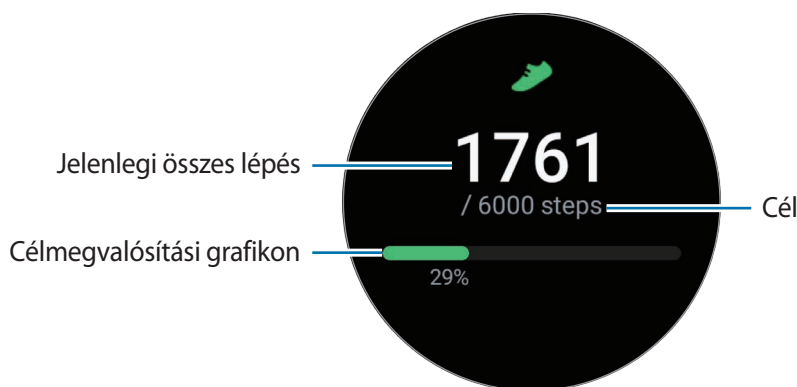 1761
Jelenlegi összes lépés
/ 6000 steps
Cél
Célmegvalósítási grafikon
29%